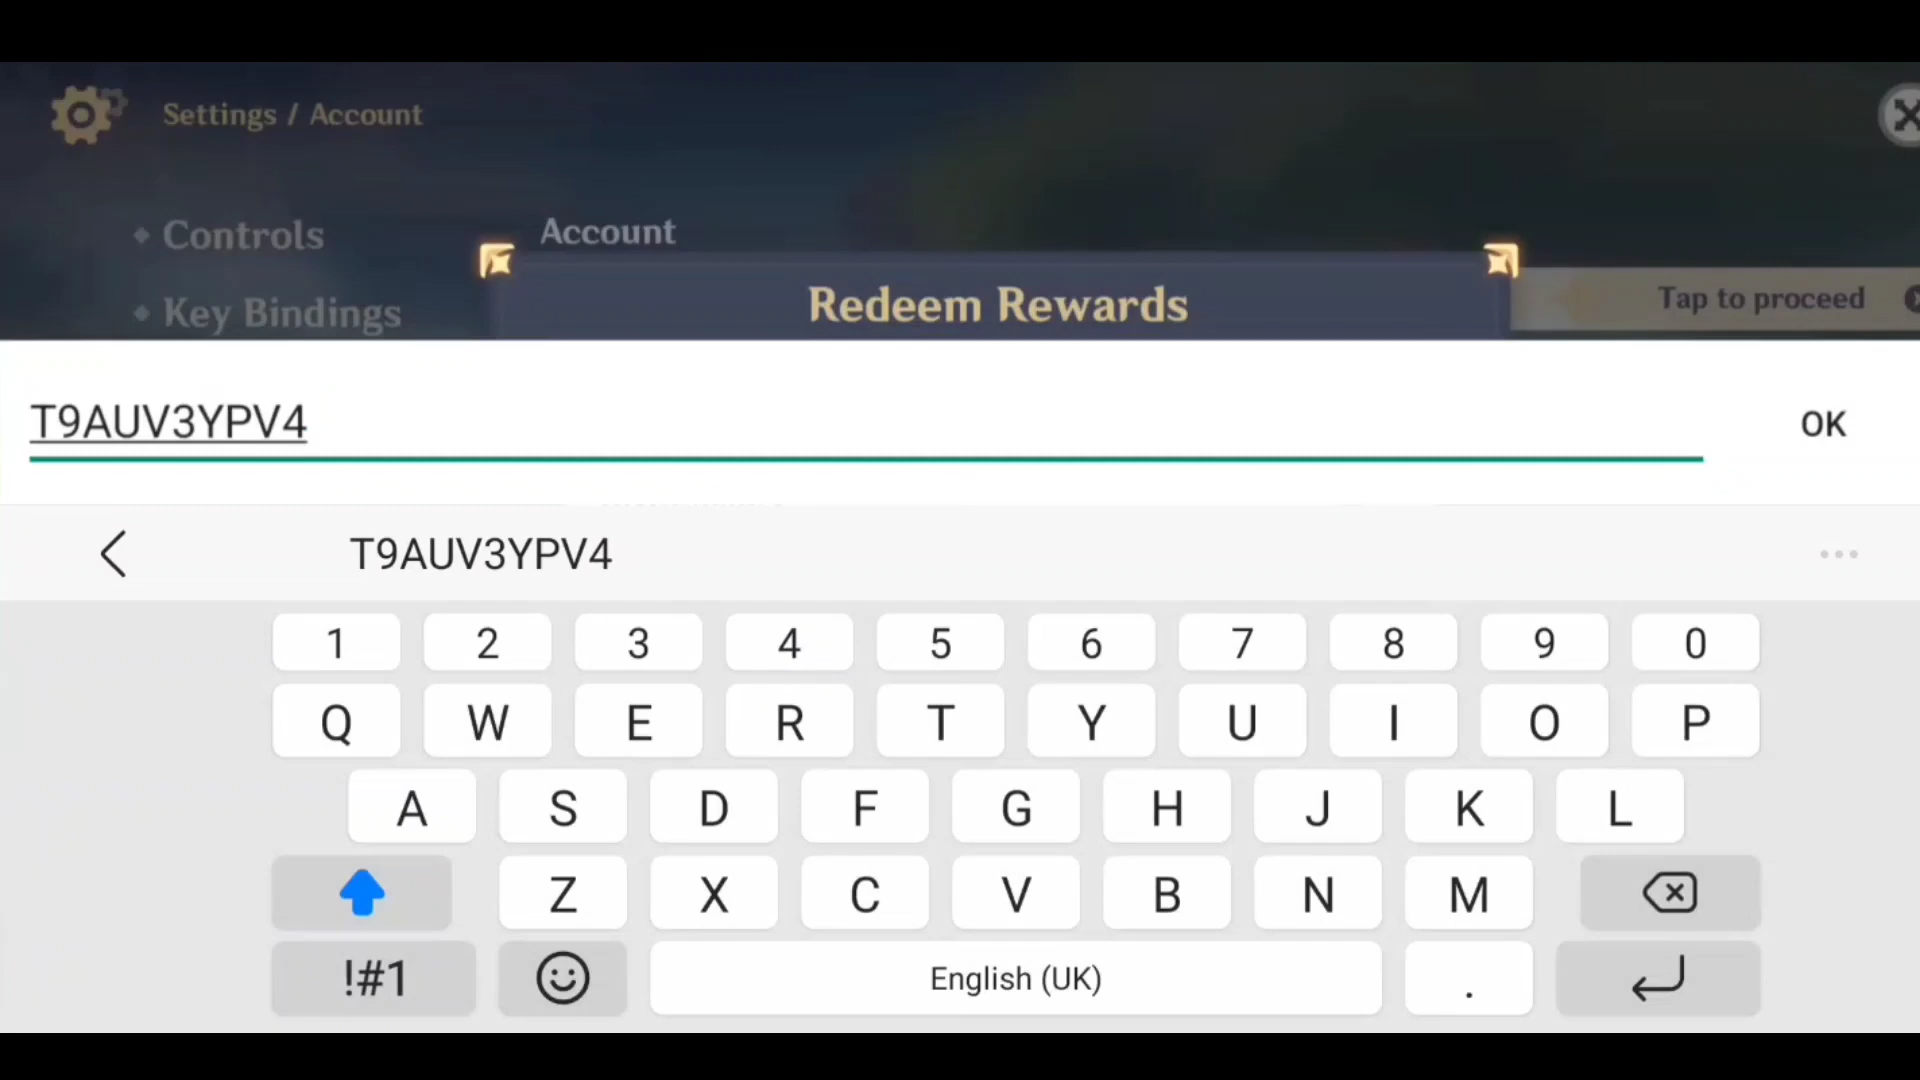 Settings / Account
Controls
Account
Key Bindings
Redeem Rewards
Tap to proceed
T9AUV3YPV4
OK
T9AUV3YPV4
1 2 3 4 5 6 7 8 9 0
Q W E R T Y U I O P
A S D F G H J K L
Z X C V B N M
!#1
English (UK)
.